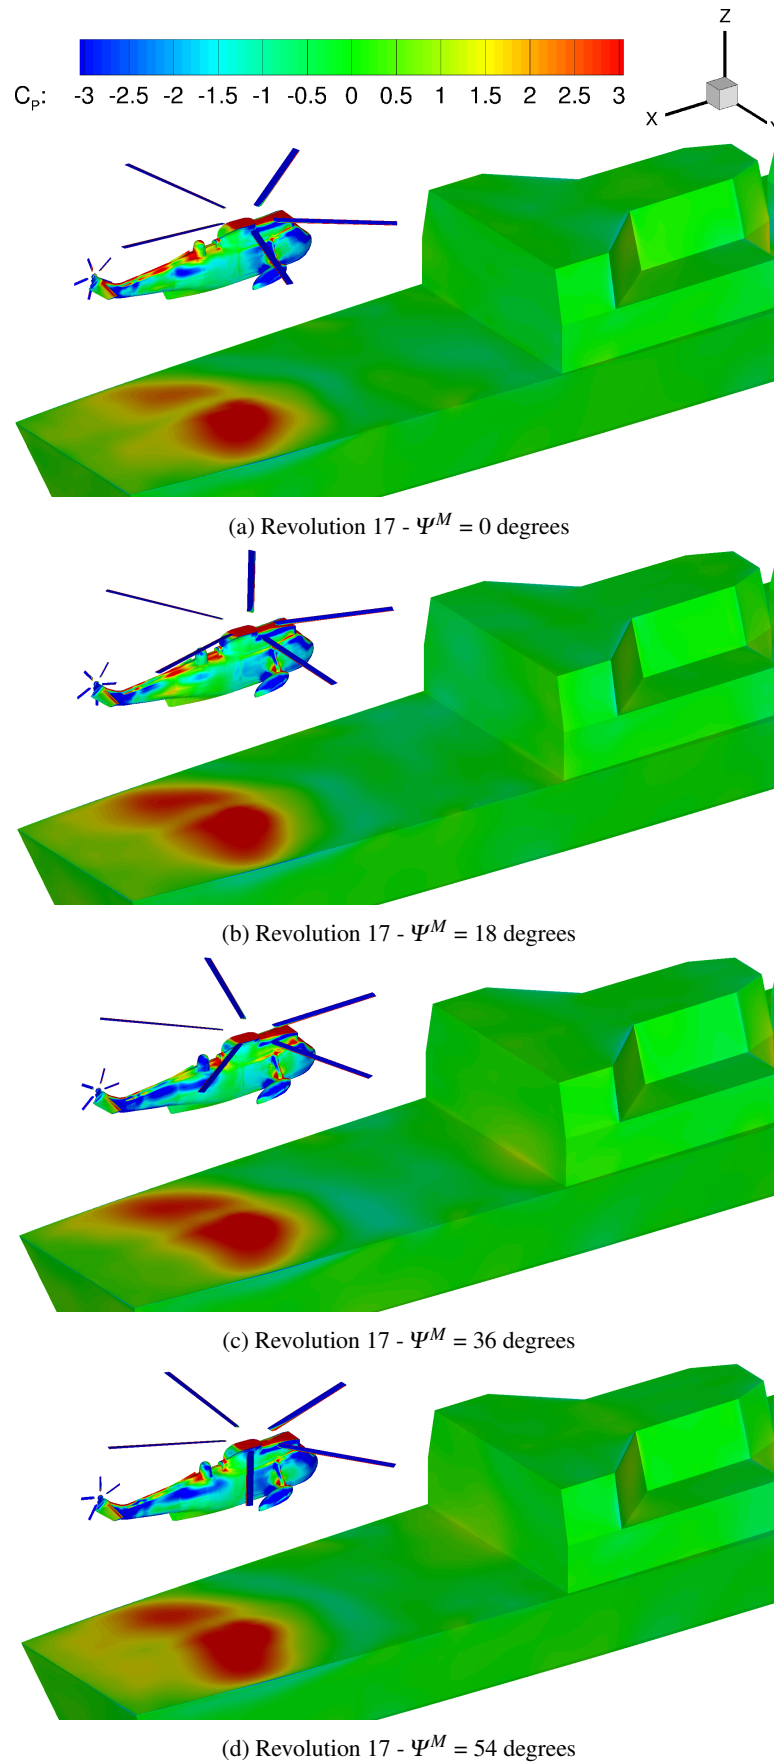 Z
X
Y
C_P: -3 -2.5 -2 -1.5 -1 -0.5 0 0.5 1 1.5 2 2.5 3
(a) Revolution 17 - Ψ^M = 0 degrees
(b) Revolution 17 - Ψ^M = 18 degrees
(c) Revolution 17 - Ψ^M = 36 degrees
(d) Revolution 17 - Ψ^M = 54 degrees